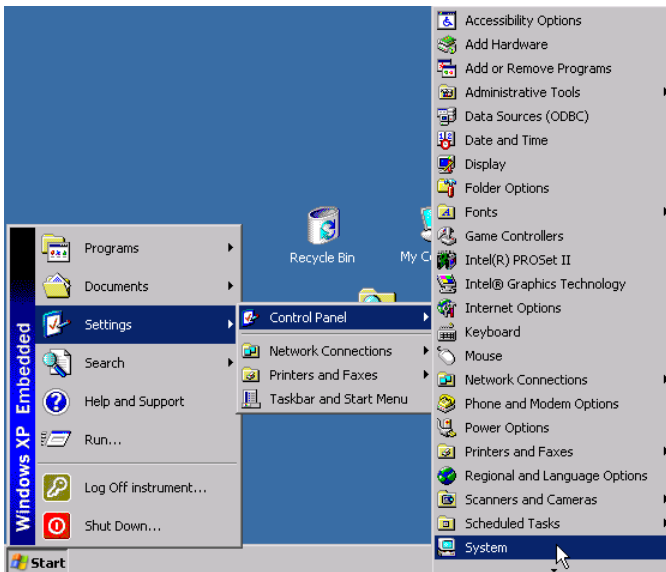 Accessibility Options
Add Hardware
Add or Remove Programs
Administrative Tools
Data Sources (ODBC)
Date and Time
Display
Folder Options
Fonts
Game Controllers
Intel(R) PROSet II
Intel® Graphics Technology
Internet Options
Keyboard
Mouse
Network Connections
Phone and Modem Options
Power Options
Printers and Faxes
Regional and Language Options
Scanners and Cameras
Scheduled Tasks
System
Recycle Bin
My C
Programs
Documents
Settings
Search
Help and Support
Run...
Log Off instrument...
Shut Down...
Control Panel
Network Connections
Printers and Faxes
Taskbar and Start Menu
Windows XP Embedded
Start